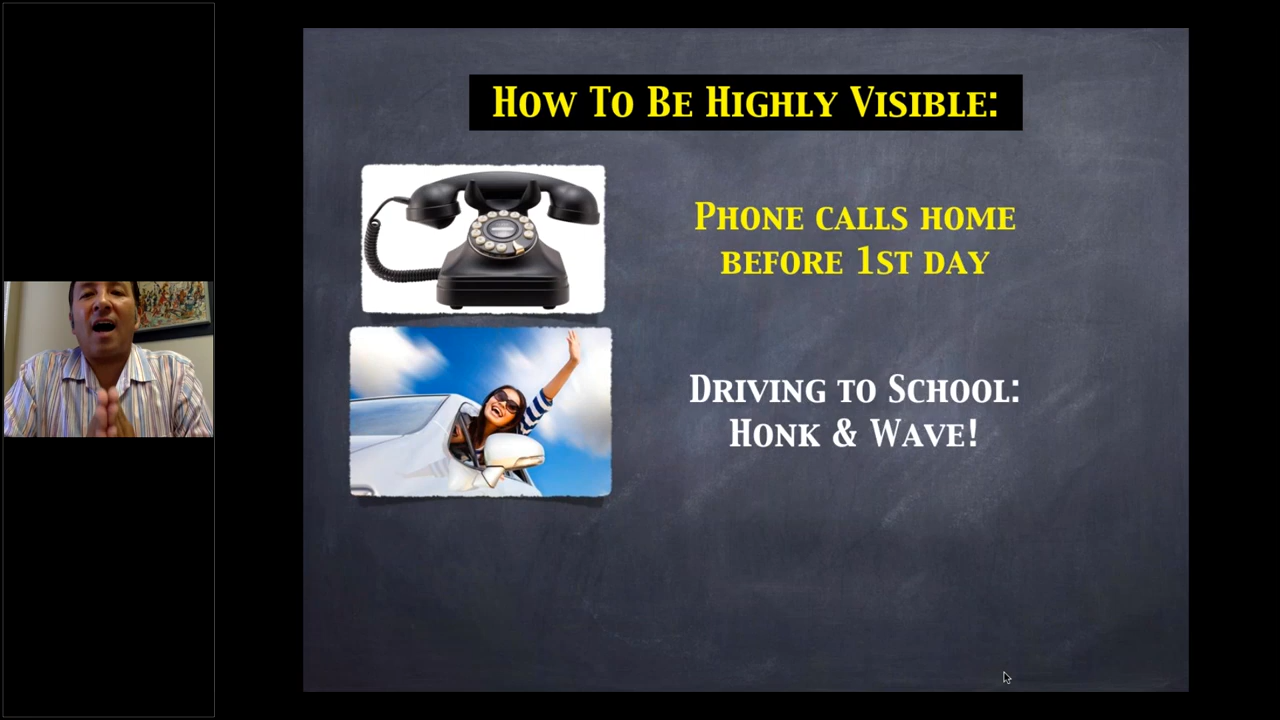 How To Be Highly Visible:
Phone calls home
before 1st day
Driving to School:
Honk & Wave!